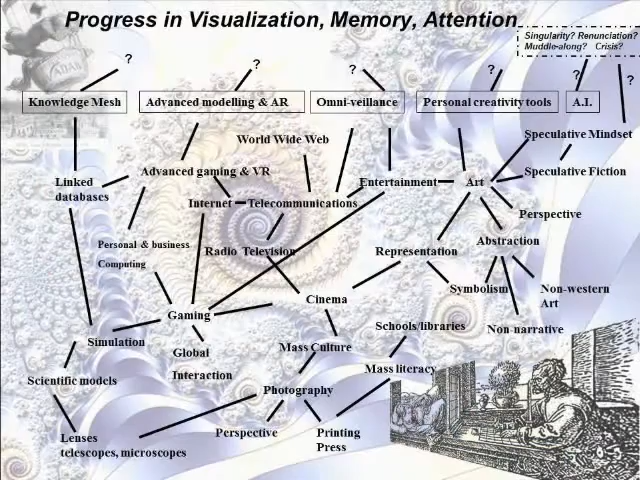 Progress in Visualization, Memory, Attention
Singularity? Renunciation?
Muddle-along? Crisis?
? ? ? ? ?
?
Knowledge Mesh
Advanced modelling & AR
Omni-veillance
Personal creativity tools
A.I.
World Wide Web
Speculative Mindset
Advanced gaming & VR
Speculative Fiction
Linked
databases
Entertainment
Art
Internet
Telecommunications
Perspective
Personal & business
Computing
Radio Television
Representation
Abstraction
Symbolism
Non-western
Art
Cinema
Gaming
Schools/libraries
Non-narrative
Simulation
Global
Interaction
Mass Culture
Mass literacy
Scientific models
Photography
Lenses
telescopes, microscopes
Perspective
Printing
Press